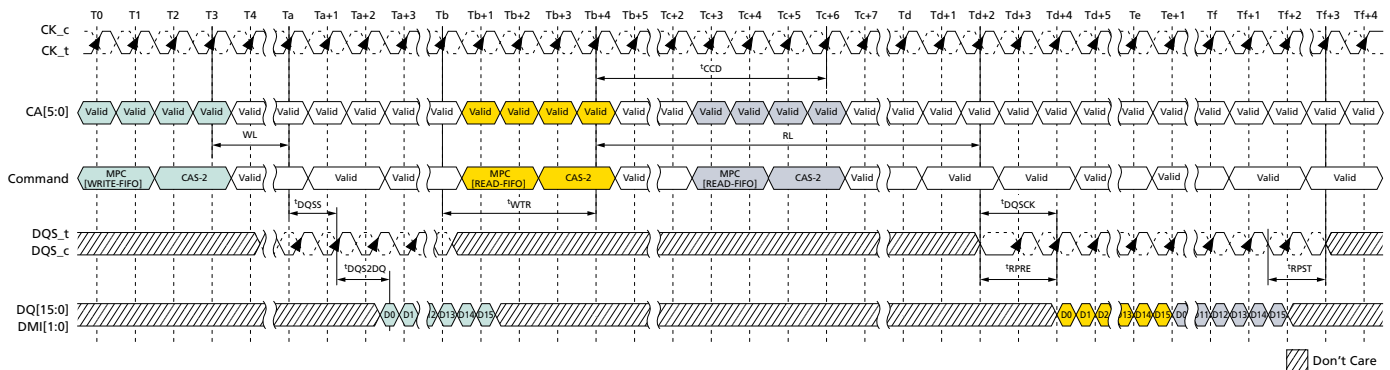 T0 T1 T2 T3 T4 Ta Ta+1 Ta+2 Ta+3 Tb Tb+1 Tb+2 Tb+3 Tb+4 Tb+5 Tc+2 Tc+3 Tc+4 Tc+5 Tc+6 Tc+7 Td Td+1 Td+2 Td+3 Td+4 Td+5 Te Te+1 Tf Tf+1 Tf+2 Tf+3 Tf+4
CK_c
CK_t
tCCD
CA[5:0] Valid Valid Valid Valid Valid Valid Valid Valid Valid Valid Valid Valid Valid Valid Valid Valid Valid Valid Valid Valid Valid Valid Valid Valid Valid Valid Valid Valid Valid Valid Valid Valid Valid Valid
WL RL
Command MPC [WRITE-FIFO] CAS-2 Valid Valid Valid MPC [READ-FIFO] CAS-2 Valid MPC [READ-FIFO] CAS-2 Valid Valid Valid Valid Valid Valid
tDQSS tWTR tDQSCK
DQS_t
DQS_c
tDQS2DQ tRPRE tRPST
DQ[15:0] D0 D1 D13 D14 D15 D0 D1 D2 D13 D14 D15 D0 D11 D12 D13 D14 D15
DMI[1:0]
Don't Care